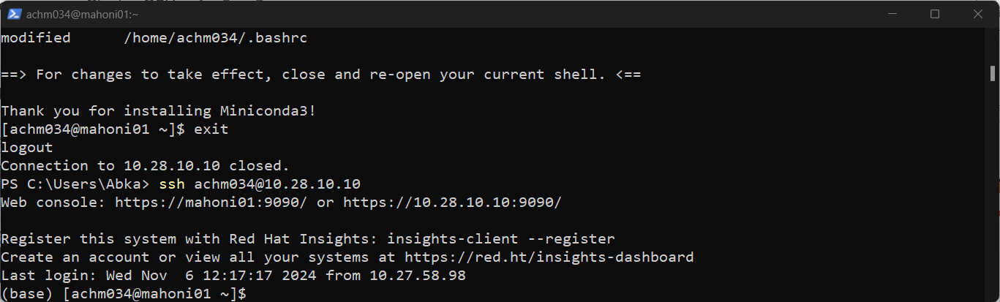 achm034@mahoni01:~
modified      /home/achm034/.bashrc
==> For changes to take effect, close and re-open your current shell. <==
Thank you for installing Miniconda3!
[achm034@mahoni01 ~]$ exit
logout
Connection to 10.28.10.10 closed.
PS C:\Users\Abka> ssh achm034@10.28.10.10
Web console: https://mahoni01:9090/ or https://10.28.10.10:9090/
Register this system with Red Hat Insights: insights-client --register
Create an account or view all your systems at https://red.ht/insights-dashboard
Last login: Wed Nov  6 12:17:17 2024 from 10.27.58.98
(base) [achm034@mahoni01 ~]$